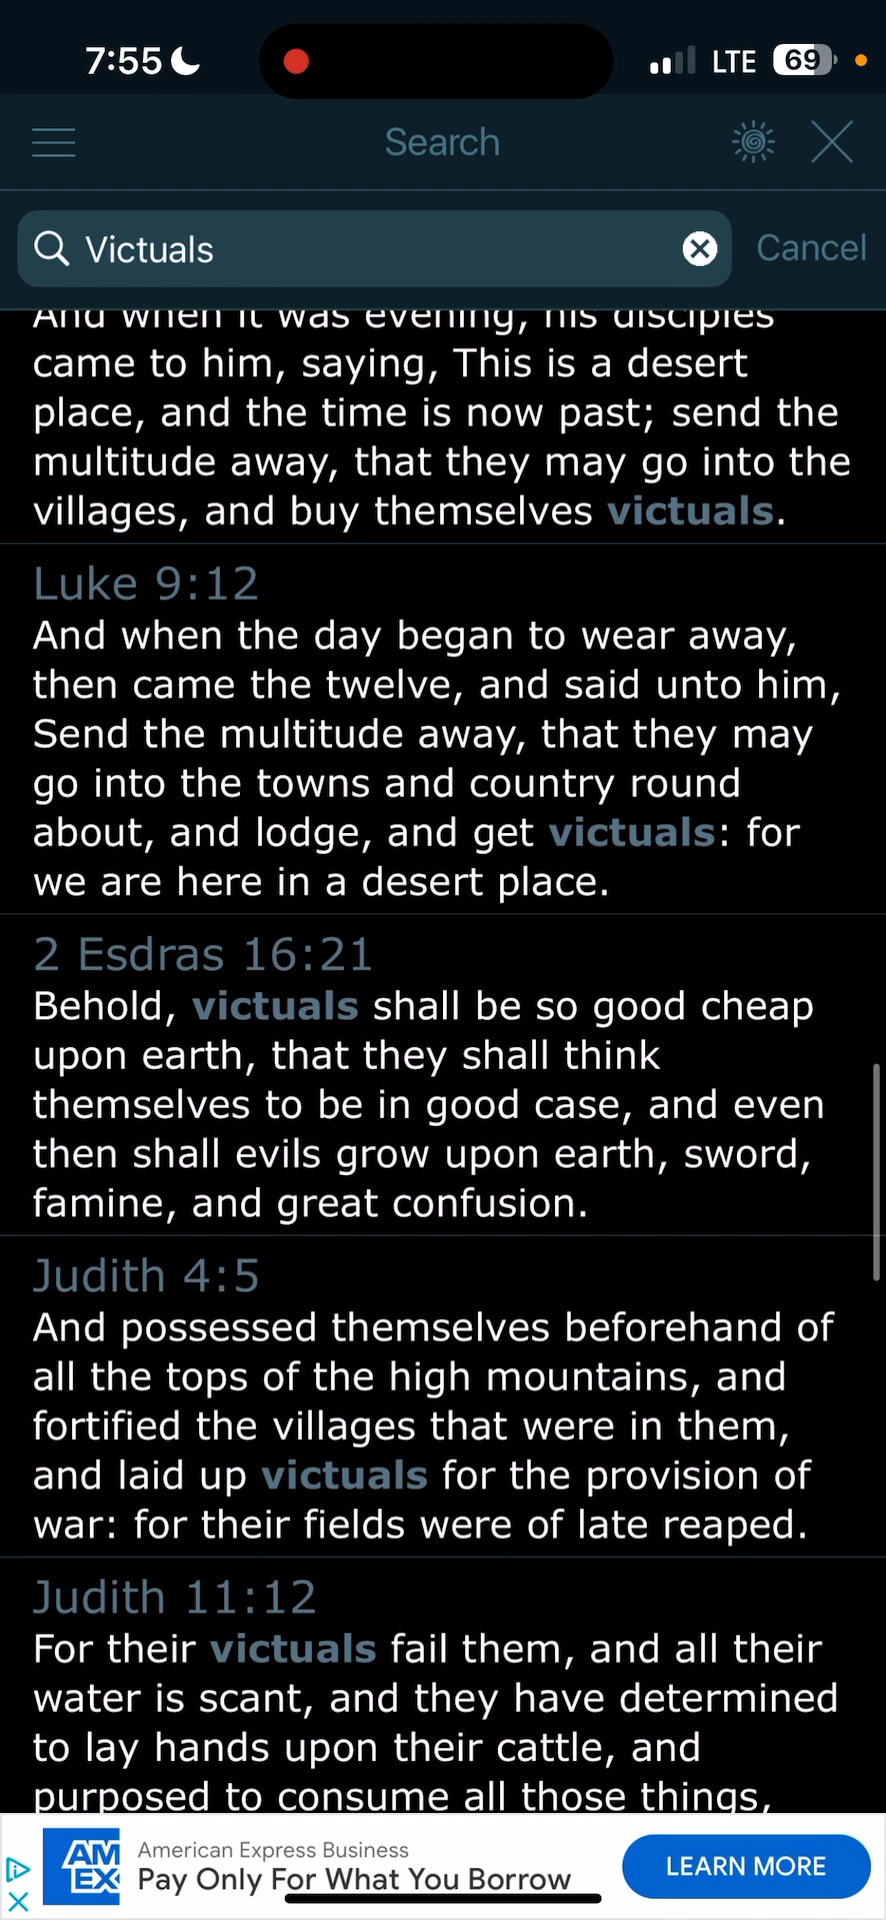 7:55
LTE
69
Search
Victuals
Cancel
And when it was evening, his disciples
came to him, saying, This is a desert
place, and the time is now past; send the
multitude away, that they may go into the
villages, and buy themselves victuals.
Luke 9:12
And when the day began to wear away,
then came the twelve, and said unto him,
Send the multitude away, that they may
go into the towns and country round
about, and lodge, and get victuals: for
we are here in a desert place.
2 Esdras 16:21
Behold, victuals shall be so good cheap
upon earth, that they shall think
themselves to be in good case, and even
then shall evils grow upon earth, sword,
famine, and great confusion.
Judith 4:5
And possessed themselves beforehand of
all the tops of the high mountains, and
fortified the villages that were in them,
and laid up victuals for the provision of
war: for their fields were of late reaped.
Judith 11:12
For their victuals fail them, and all their
water is scant, and they have determined
to lay hands upon their cattle, and
purposed to consume all those things,
AM
EX
American Express Business
Pay Only For What You Borrow
LEARN MORE